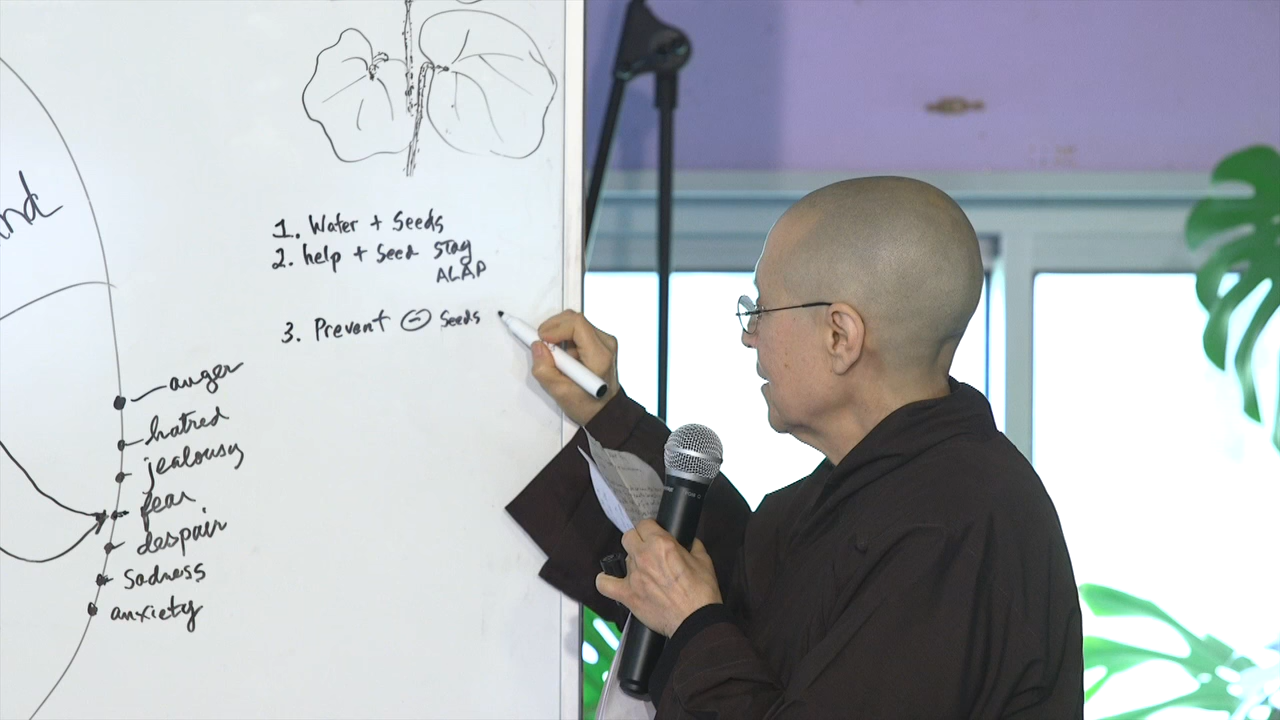 1. Water + Seeds
2. help + Seed stay
ALAP
3. Prevent (-) Seeds
anger
hatred
jealousy
fear
despair
sadness
anxiety